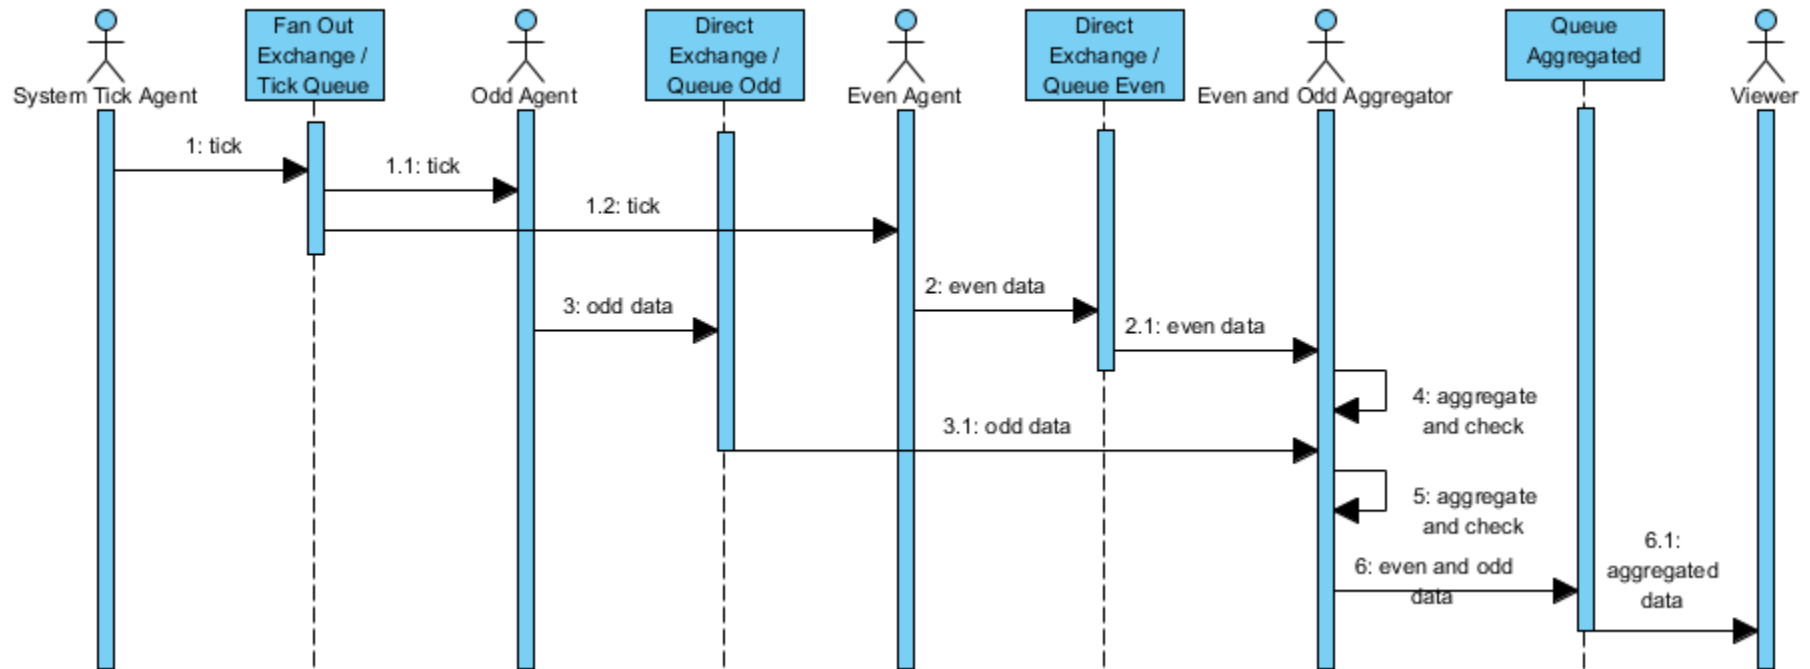 Fan Out
Exchange /
Tick Queue
Direct
Exchange /
Queue Odd
Direct
Exchange /
Queue Even
Queue
Aggregated
System Tick Agent
Odd Agent
Even Agent
Even and Odd Aggregator
Viewer
1: tick
1.1: tick
1.2: tick
2: even data
3: odd data
2.1: even data
4: aggregate
and check
3.1: odd data
5: aggregate
and check
6: even and odd
data
6.1:
aggregated
data